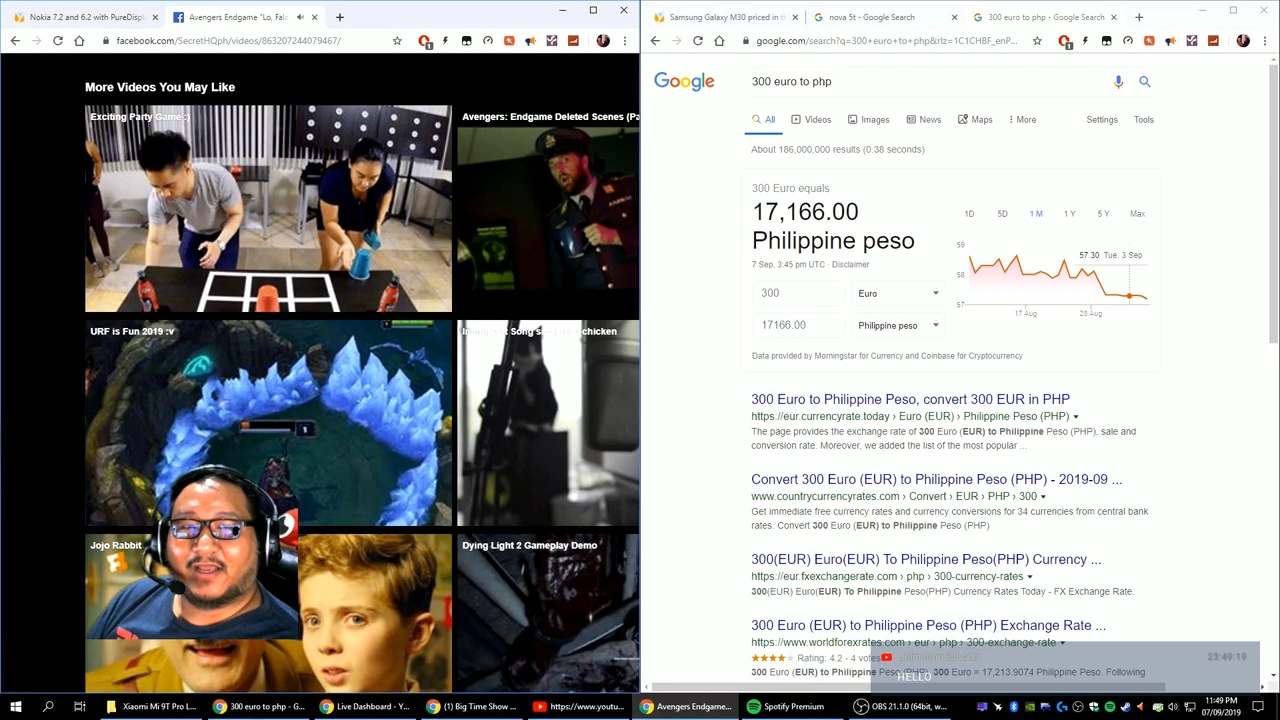 Nokia 7.2 and 6.2 with PureDispl
Avengers Endgame "Lo, Falc
facebook.com/SecretHQph/videos/863207244079467/
More Videos You May Like
Exciting Party Game :)
Avengers: Endgame Deleted Scenes (Pa
URF is Fun 2019 :v
chicken
Jojo Rabbit
Dying Light 2 Gameplay Demo
Samsung Galaxy M30 priced in th
nova 5t - Google Search
300 euro to php - Google Search
google.com/search?q=300+euro+to+php&rlz=1C1CHBF_enP...
Google
300 euro to php
All
Videos
Images
News
Maps
More
Settings
Tools
About 186,000,000 results (0.38 seconds)
300 Euro equals
17,166.00
Philippine peso
7 Sep, 3:45 pm UTC · Disclaimer
300
Euro
17166.00
Philippine peso
1D 5D 1M 1Y 5Y Max
59
57.30 Tue, 3 Sep
58
57
17 Aug
28 Aug
Data provided by Morningstar for Currency and Coinbase for Cryptocurrency
300 Euro to Philippine Peso, convert 300 EUR in PHP
https://eur.currencyrate.today › Euro (EUR) › Philippine Peso (PHP)
The page provides the exchange rate of 300 Euro (EUR) to Philippine Peso (PHP), sale and
conversion rate. Moreover, we added the list of the most popular ...
Convert 300 Euro (EUR) to Philippine Peso (PHP) - 2019-09 ...
www.countrycurrencyrates.com › Convert › EUR › PHP › 300
Get immediate free currency rates and currency conversions for 34 currencies from central bank
rates. Convert 300 Euro (EUR) to Philippine Peso (PHP)
300(EUR) Euro(EUR) To Philippine Peso(PHP) Currency ...
https://eur.fxexchangerate.com › php › 300-currency-rates
300(EUR) Euro(EUR) To Philippine Peso(PHP) Currency Rates Today - FX Exchange Rate.
300 Euro (EUR) to Philippine Peso (PHP) Exchange Rate ...
https://www.worldforexrates.com › eur › php › 300-exchange-rate
Rating: 4.2 - 4 votes
23:49:19
300 Euro (EUR) to Philippine Peso (PHP) Euro = 17,213.9074 Philippine Peso. Following
HELLO
Xiaomi Mi 9T Pro L...
300 euro to php - G...
Live Dashboard - Y...
(1) Big Time Show ...
https://www.youtu...
Avengers Endgame...
Spotify Premium
OBS 21.1.0 (64bit, w...
11:49 PM
07/09/2019